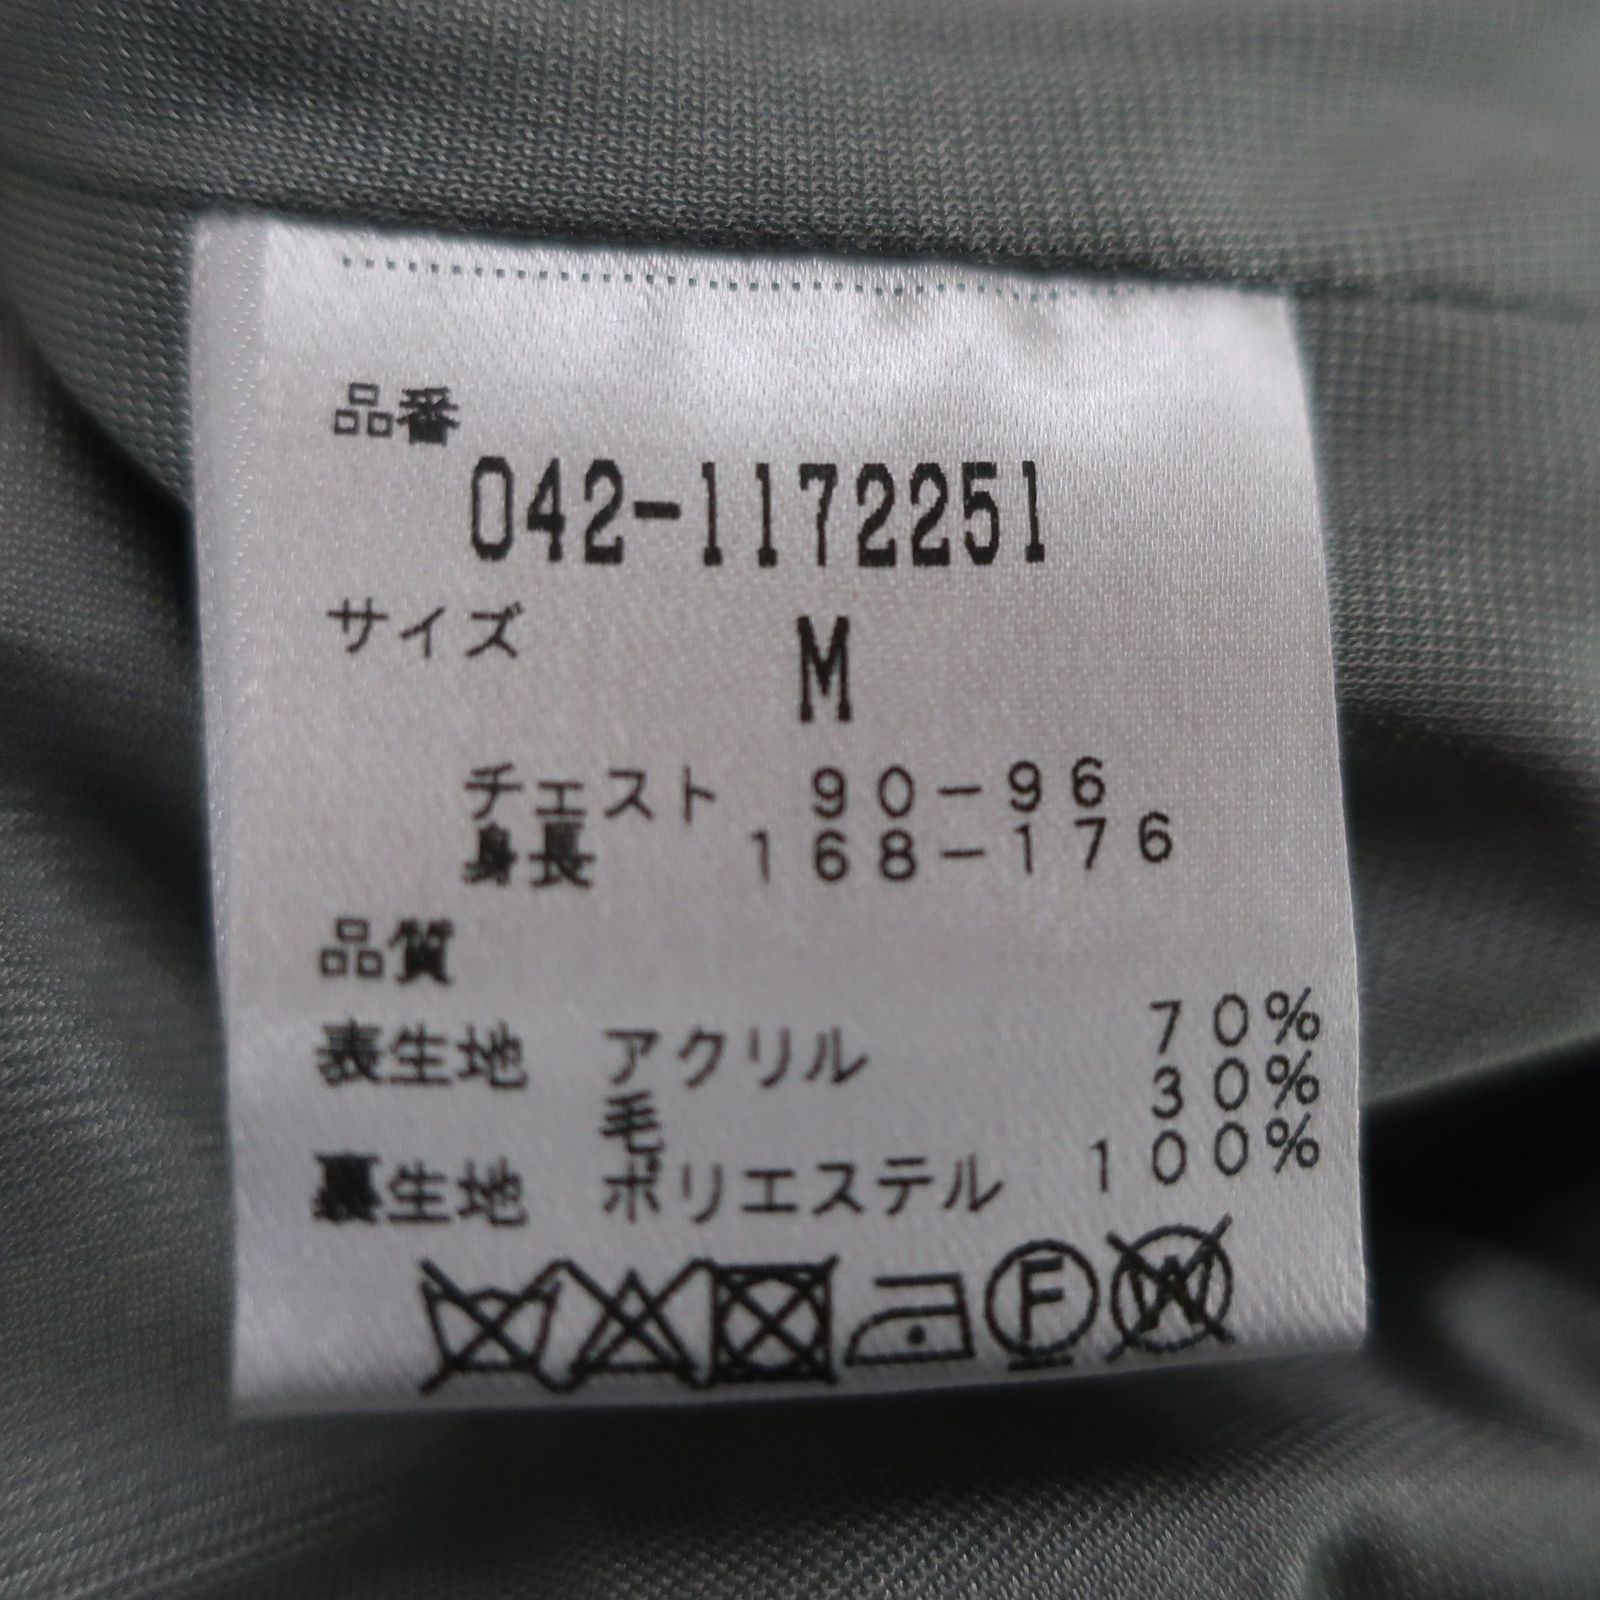 品番
042-1172251
サイズ M
チェスト 90-96
身長 168-176
品質
表生地 アクリル 70%
毛 30%
裏生地 ポリエステル 100%
F W